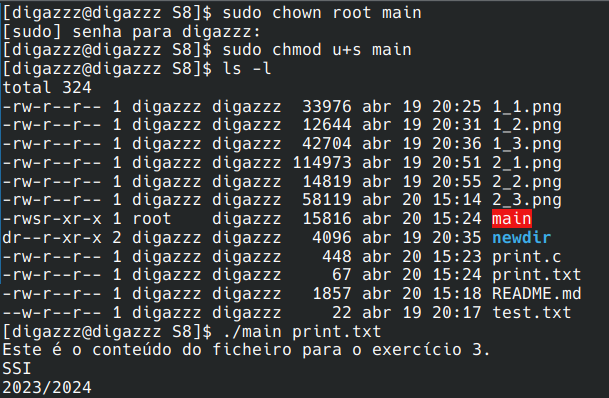 [digazzz@digazzz S8]$ sudo chown root main
[sudo] senha para digazzz:
[digazzz@digazzz S8]$ sudo chmod u+s main
[digazzz@digazzz S8]$ ls -l
total 324
-rw-r--r-- 1 digazzz digazzz  33976 abr 19 20:25 1_1.png
-rw-r--r-- 1 digazzz digazzz  12644 abr 19 20:31 1_2.png
-rw-r--r-- 1 digazzz digazzz  42704 abr 19 20:36 1_3.png
-rw-r--r-- 1 digazzz digazzz 114973 abr 19 20:51 2_1.png
-rw-r--r-- 1 digazzz digazzz  14819 abr 19 20:55 2_2.png
-rw-r--r-- 1 digazzz digazzz  58119 abr 20 15:14 2_3.png
-rwsr-xr-x 1 root    digazzz  15816 abr 20 15:24 main
dr--r-xr-x 2 digazzz digazzz   4096 abr 19 20:35 newdir
-rw-r--r-- 1 digazzz digazzz    448 abr 20 15:23 print.c
-rw-r--r-- 1 digazzz digazzz     67 abr 20 15:24 print.txt
-rw-r--r-- 1 digazzz digazzz   1857 abr 20 15:18 README.md
--w-r--r-- 1 digazzz digazzz     22 abr 19 20:17 test.txt
[digazzz@digazzz S8]$ ./main print.txt
Este é o conteúdo do ficheiro para o exercício 3.
SSI
2023/2024